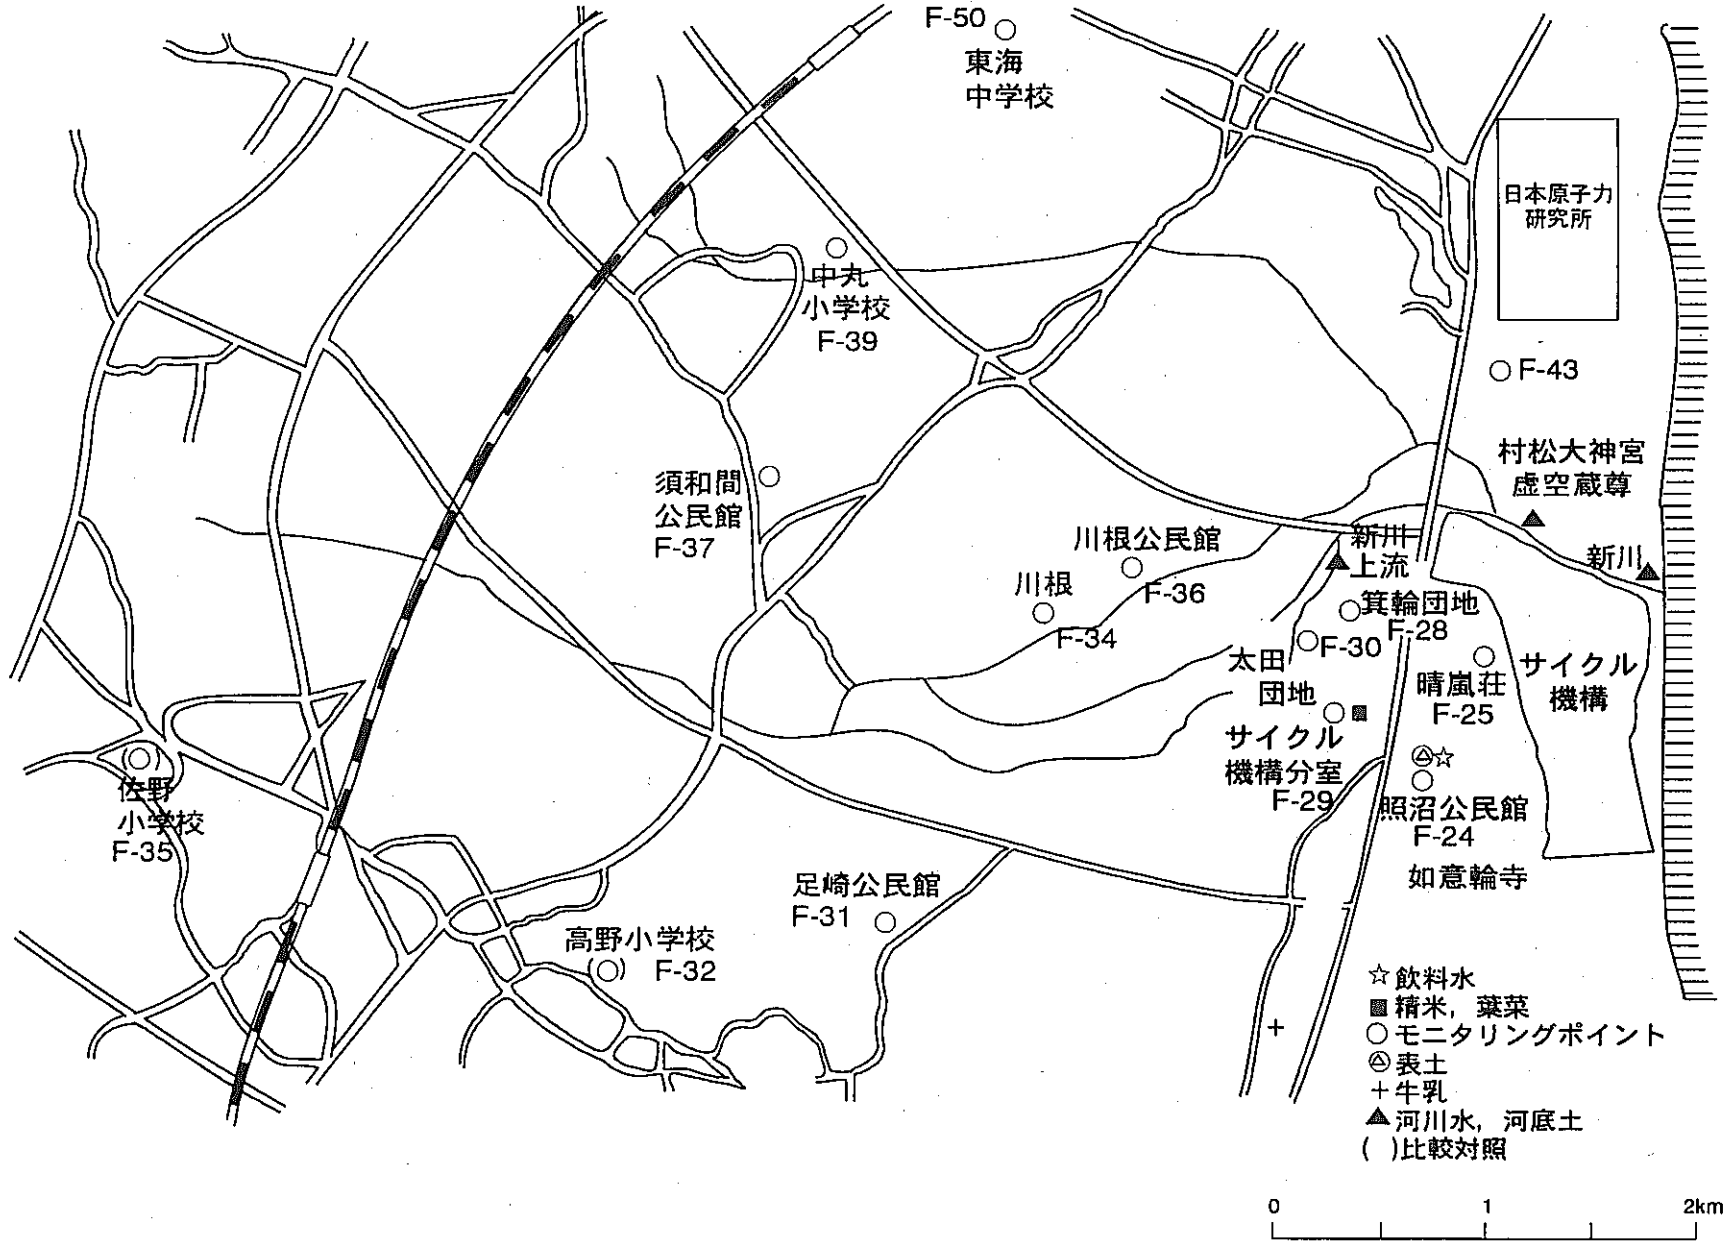 F-50
東海
中学校
日本原子力
研究所
中丸
小学校
F-39
F-43
村松大神宮
虚空蔵尊
須和間
公民館
F-37
川根公民館
F-36
新川
上流
新川
川根
F-34
箕輪団地
F-28
F-30
太田
団地
晴嵐荘
F-25
サイクル
機構
サイクル
機構分室
F-29
佐野
小学校
F-35
照沼公民館
F-24
如意輪寺
足崎公民館
F-31
高野小学校
( ) F-32
☆飲料水
■精米，葉菜
○モニタリングポイント
表土
+牛乳
▲河川水，河底土
( )比較対照
0 1 2km